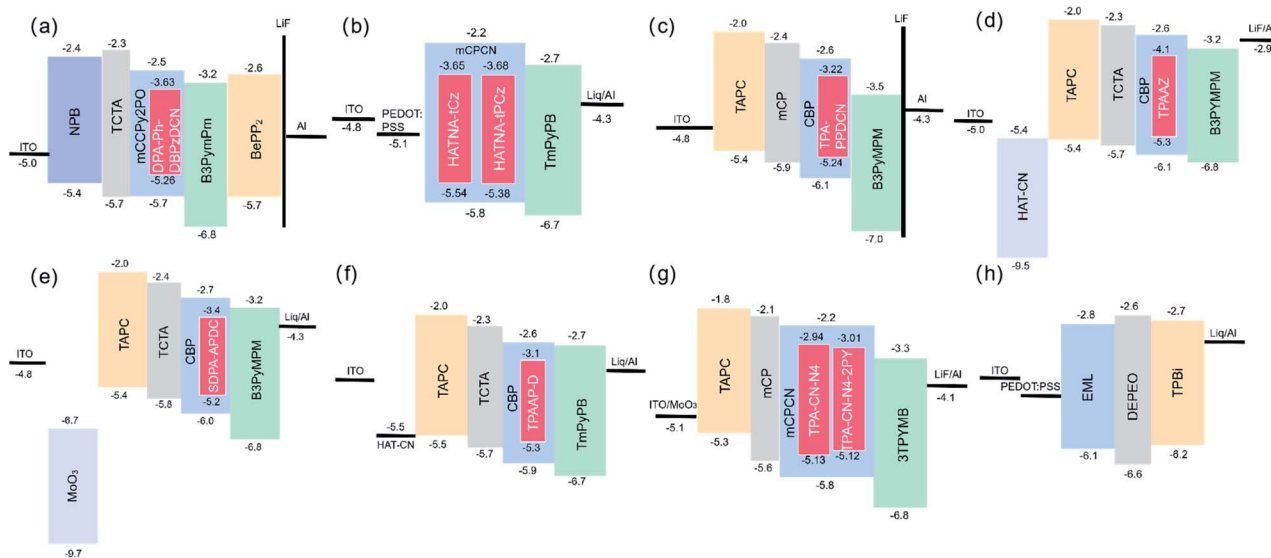 (a)
LiF
-2.4
-2.3
-2.5
-3.63
-3.2
-2.6
NPB
TCTA
mCCPy2PO
DPA-Ph-
DBPzDCN
B3PymPm
BePP₂
Al
ITO
-5.0
-5.26
-5.4
-5.7
-5.7
-5.7
-6.8
(b)
-2.2
mCPCN
-3.65
-3.68
-2.7
ITO
-4.8
PEDOT:
PSS
-5.1
HATNA-tCz
HATNA-tPCz
TmPyPB
Liq/Al
-4.3
-5.54
-5.38
-5.8
-6.7
(c)
LiF
-2.0
-2.4
-2.6
-3.22
-3.5
TAPC
mCP
CBP
TPA-
PPDCN
B3PyMPM
Al
-4.3
ITO
-4.8
-5.24
-5.4
-5.9
-6.1
-7.0
(d)
-2.0
-2.3
-2.6
-4.1
-3.2
LiF/Al
-2.9
TAPC
TCTA
CBP
TPAAZ
B3PYMPM
ITO
-5.0
-5.4
HAT-CN
-5.3
-5.4
-5.7
-6.1
-6.8
-9.5
(e)
-2.0
-2.4
-2.7
-3.4
-3.2
TAPC
TCTA
CBP
SDPA-APDC
B3PyMPM
Liq/Al
-4.3
ITO
-4.8
-5.2
-5.4
-5.8
-6.0
-6.8
-6.7
MoO₃
-9.7
(f)
-2.0
-2.3
-2.6
-3.1
-2.7
TAPC
TCTA
CBP
TPAAP-D
TmPyPB
Liq/Al
ITO
-5.5
HAT-CN
-5.5
-5.3
-5.7
-5.9
-6.7
(g)
-1.8
-2.1
-2.2
-2.94
-3.01
-3.3
TAPC
mCP
mCPCN
TPA-CN-N4
TPA-CN-N4-2PY
3TPYMB
LiF/Al
-4.1
ITO/MoO₃
-5.1
-5.3
-5.6
-5.13
-5.12
-5.8
-6.8
(h)
-2.8
-2.6
-2.7
Liq/Al
EML
DEPEO
TPBi
ITO
PEDOT:PSS
-6.1
-6.6
-6.2